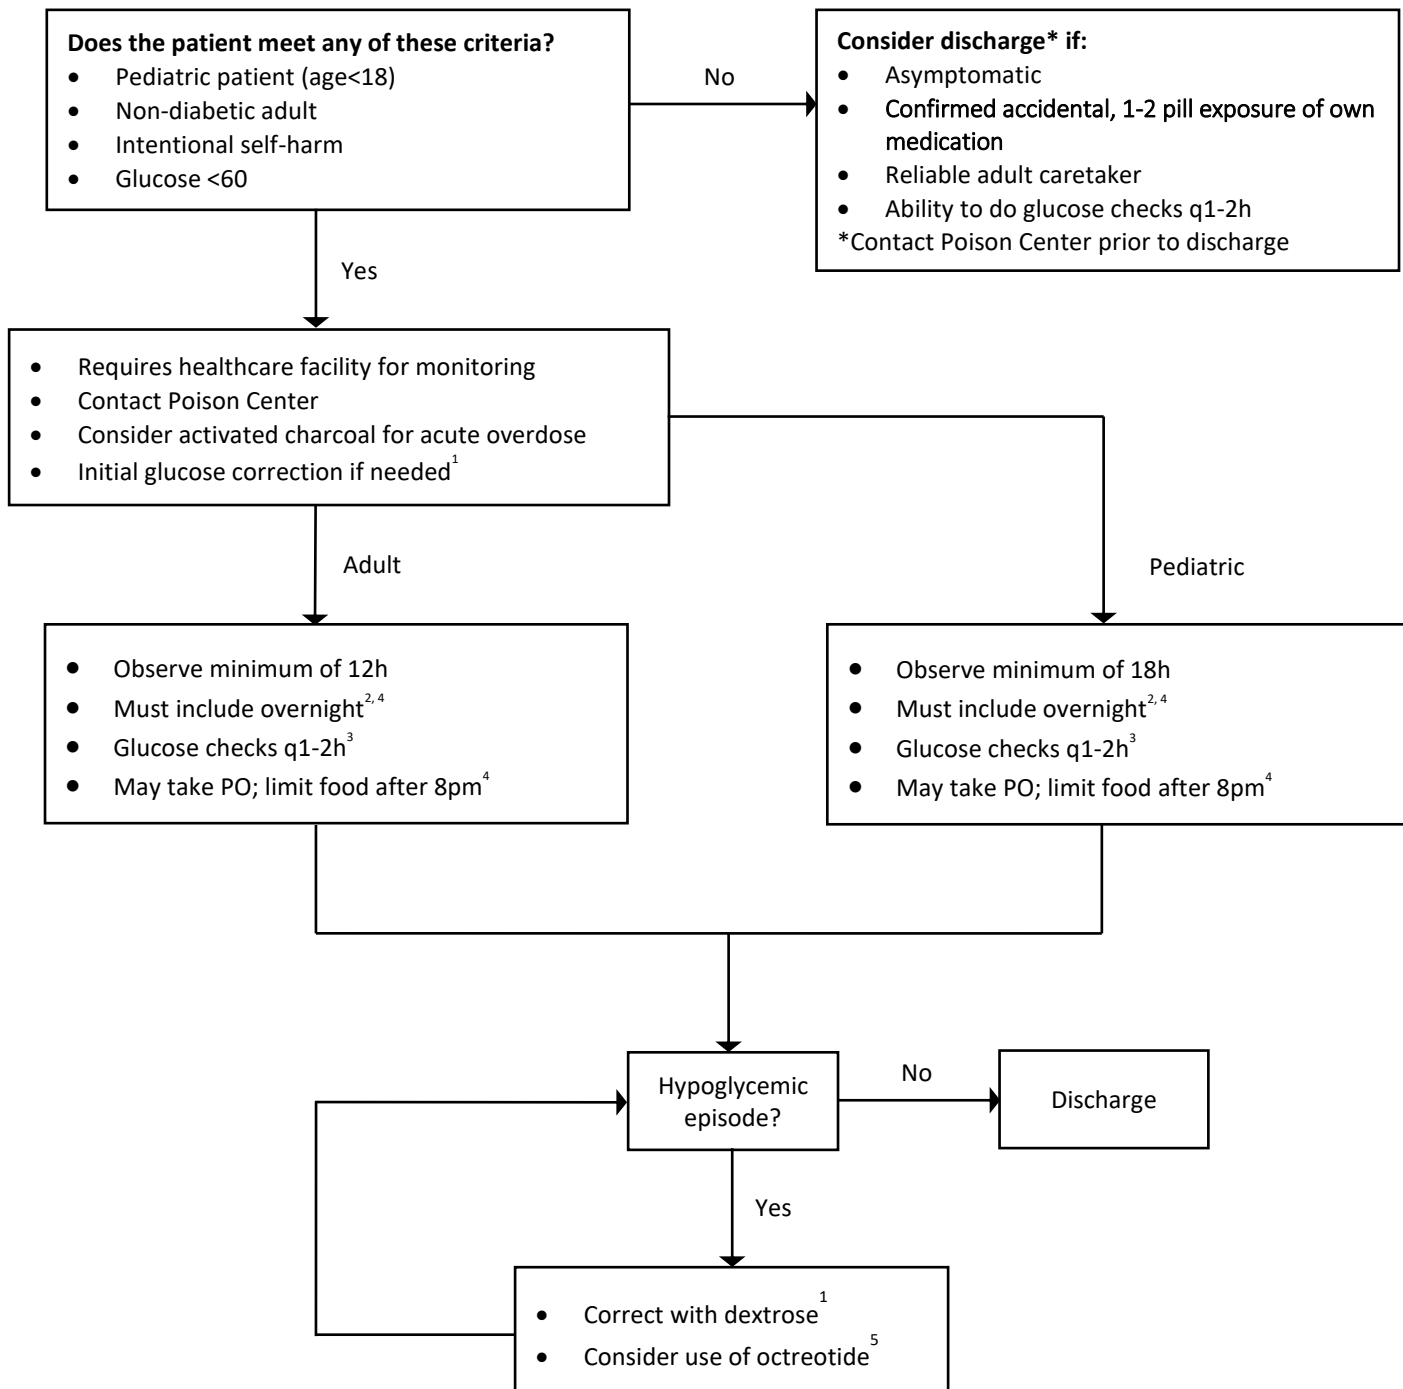 Does the patient meet any of these criteria?
• Pediatric patient (age<18)
• Non-diabetic adult
• Intentional self-harm
• Glucose <60
No
Consider discharge* if:
• Asymptomatic
• Confirmed accidental, 1-2 pill exposure of own
medication
• Reliable adult caretaker
• Ability to do glucose checks q1-2h
*Contact Poison Center prior to discharge
Yes
• Requires healthcare facility for monitoring
• Contact Poison Center
• Consider activated charcoal for acute overdose
• Initial glucose correction if needed1
Adult
Pediatric
• Observe minimum of 12h
• Must include overnight2, 4
• Glucose checks q1-2h3
• May take PO; limit food after 8pm4
• Observe minimum of 18h
• Must include overnight2, 4
• Glucose checks q1-2h3
• May take PO; limit food after 8pm4
Hypoglycemic
episode?
No
Discharge
Yes
• Correct with dextrose1
• Consider use of octreotide5